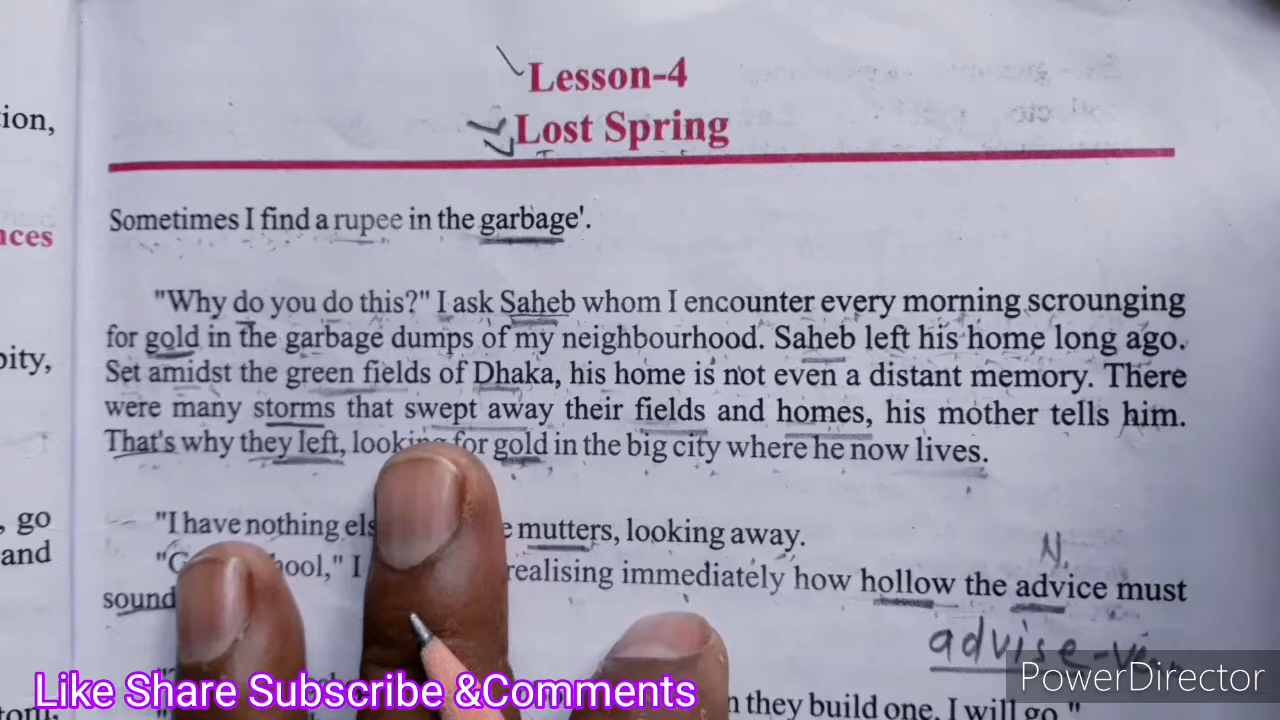 Lesson-4
Lost Spring
Sometimes I find a rupee in the garbage'.
"Why do you do this?" I ask Saheb whom I encounter every morning scrounging
for gold in the garbage dumps of my neighbourhood. Saheb left his home long ago.
Set amidst the green fields of Dhaka, his home is not even a distant memory. There
were many storms that swept away their fields and homes, his mother tells him.
That's why they left, looking for gold in the big city where he now lives.
"I have nothing mutters, looking away.
I realising immediately how hollow the advice must
sound
N.
advise
they build one, I will go."
and
go
Like Share Subscribe &Comments
PowerDirector